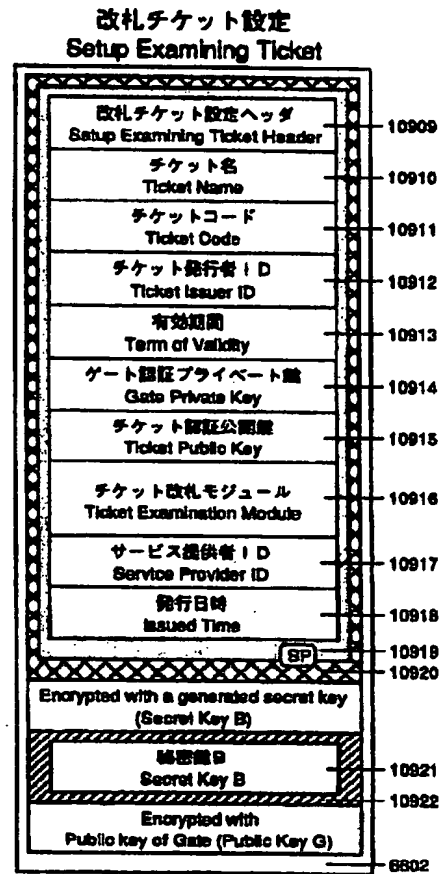 改札チケット設定
Setup Examining Ticket
改札チケット設定ヘッダ
Setup Examining Ticket Header
10909
チケット名
Ticket Name
10910
チケットコード
Ticket Code
10911
チケット発行者ID
Ticket Issuer ID
10912
有効期間
Term of Validity
10913
ゲート認証プライベート鍵
Gate Private Key
10914
チケット認証公開鍵
Ticket Public Key
10915
チケット改札モジュール
Ticket Examination Module
10916
サービス提供者ID
Service Provider ID
10917
発行日時
Issued Time
10918
SP
10919
10920
Encrypted with a generated secret key
(Secret Key B)
秘密鍵B
Secret Key B
10921
10922
Encrypted with
Public key of Gate (Public Key G)
6602